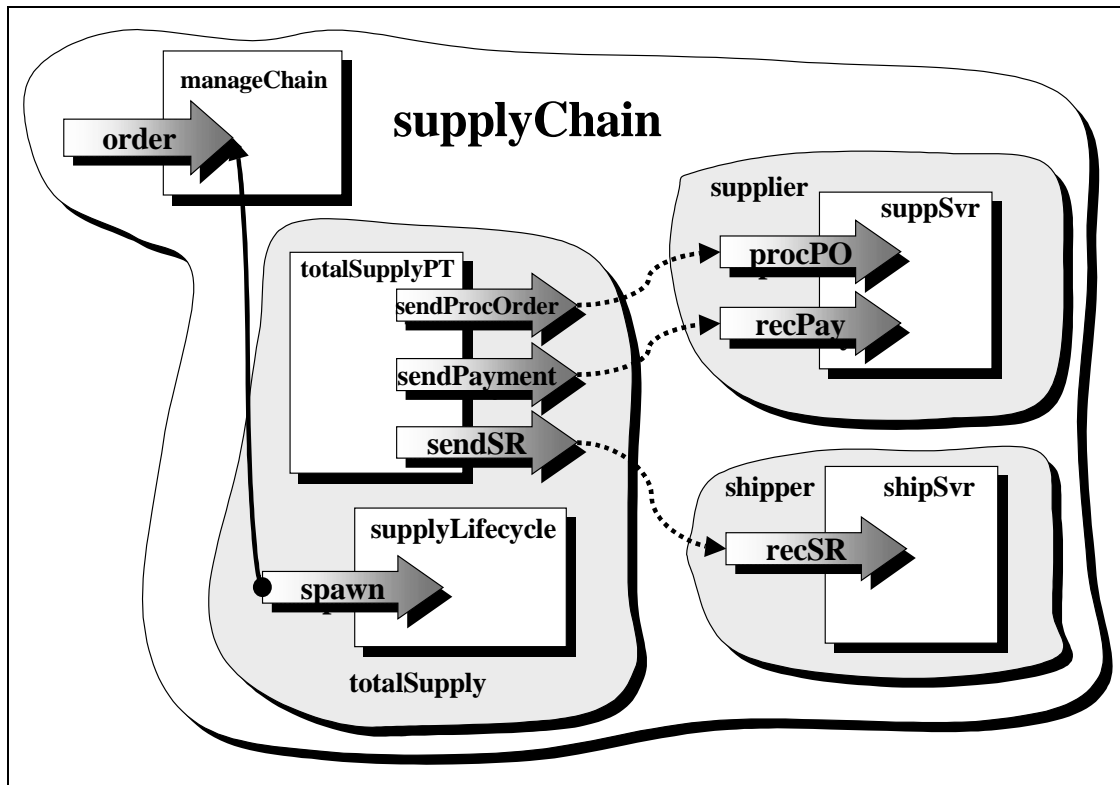 manageChain
order
supplyChain
supplier
suppSvr
procPO
recPay
totalSupplyPT
sendProcOrder
sendPayment
sendSR
shipper
shipSvr
recSR
supplyLifecycle
spawn
totalSupply